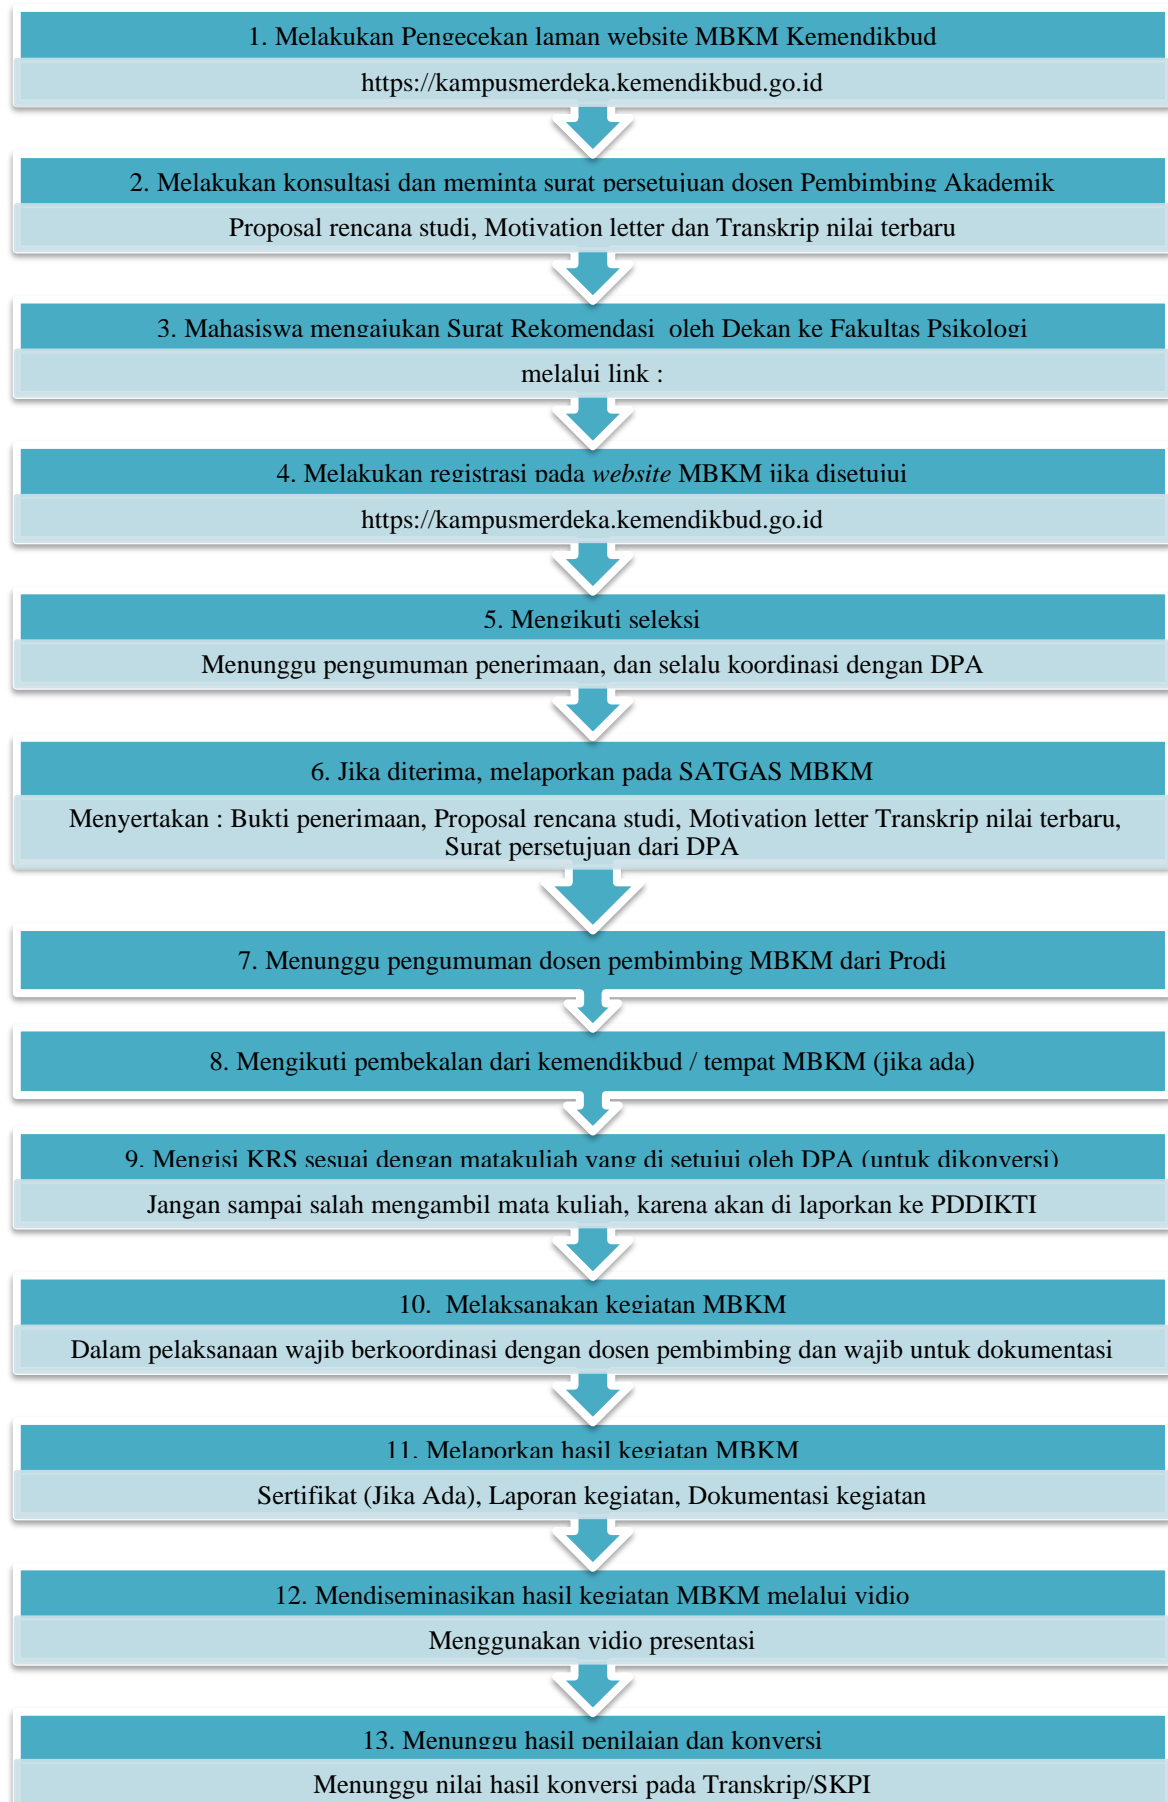 1. Melakukan Pengecekan laman website MBKM Kemendikbud
https://kampusmerdeka.kemendikbud.go.id
2. Melakukan konsultasi dan meminta surat persetujuan dosen Pembimbing Akademik
Proposal rencana studi, Motivation letter dan Transkrip nilai terbaru
3. Mahasiswa mengajukan Surat Rekomendasi  oleh Dekan ke Fakultas Psikologi
melalui link :
4. Melakukan registrasi pada website MBKM jika disetujui
https://kampusmerdeka.kemendikbud.go.id
5. Mengikuti seleksi
Menunggu pengumuman penerimaan, dan selalu koordinasi dengan DPA
6. Jika diterima, melaporkan pada SATGAS MBKM
Menyertakan : Bukti penerimaan, Proposal rencana studi, Motivation letter Transkrip nilai terbaru,
Surat persetujuan dari DPA
7. Menunggu pengumuman dosen pembimbing MBKM dari Prodi
8. Mengikuti pembekalan dari kemendikbud / tempat MBKM (jika ada)
9. Mengisi KRS sesuai dengan matakuliah yang di setujui oleh DPA (untuk dikonversi)
Jangan sampai salah mengambil mata kuliah, karena akan di laporkan ke PDDIKTI
10.  Melaksanakan kegiatan MBKM
Dalam pelaksanaan wajib berkoordinasi dengan dosen pembimbing dan wajib untuk dokumentasi
11. Melaporkan hasil kegiatan MBKM
Sertifikat (Jika Ada), Laporan kegiatan, Dokumentasi kegiatan
12. Mendiseminasikan hasil kegiatan MBKM melalui vidio
Menggunakan vidio presentasi
13. Menunggu hasil penilaian dan konversi
Menunggu nilai hasil konversi pada Transkrip/SKPI